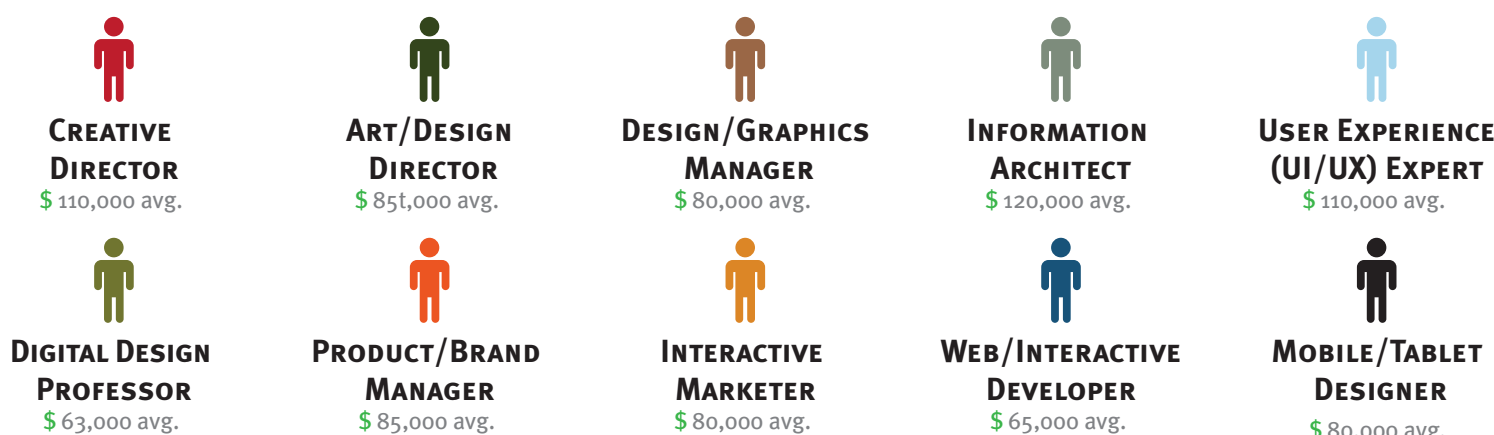 CREATIVE
DIRECTOR
$ 110,000 avg.
ART/DESIGN
DIRECTOR
$ 85t,000 avg.
DESIGN/GRAPHICS
MANAGER
$ 80,000 avg.
INFORMATION
ARCHITECT
$ 120,000 avg.
USER EXPERIENCE
(UI/UX) EXPERT
$ 110,000 avg.
DIGITAL DESIGN
PROFESSOR
$ 63,000 avg.
PRODUCT/BRAND
MANAGER
$ 85,000 avg.
INTERACTIVE
MARKETER
$ 80,000 avg.
WEB/INTERACTIVE
DEVELOPER
$ 65,000 avg.
MOBILE/TABLET
DESIGNER
$ 80,000 avg.